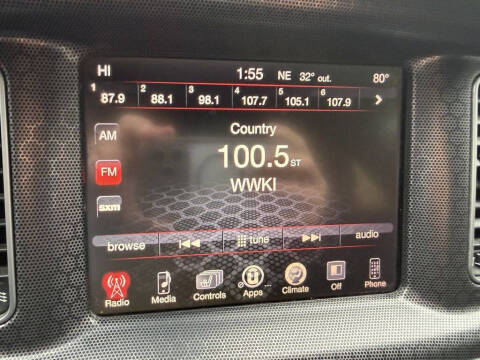 HI 1:55 NE 32° out. 80°
1 2 3 4 5 6
87.9 88.1 98.1 107.7 105.1 107.9
AM
Country
FM
100.5 ST
WWKI
sxm
browse tune audio
Radio Media Controls Apps Climate Off Phone